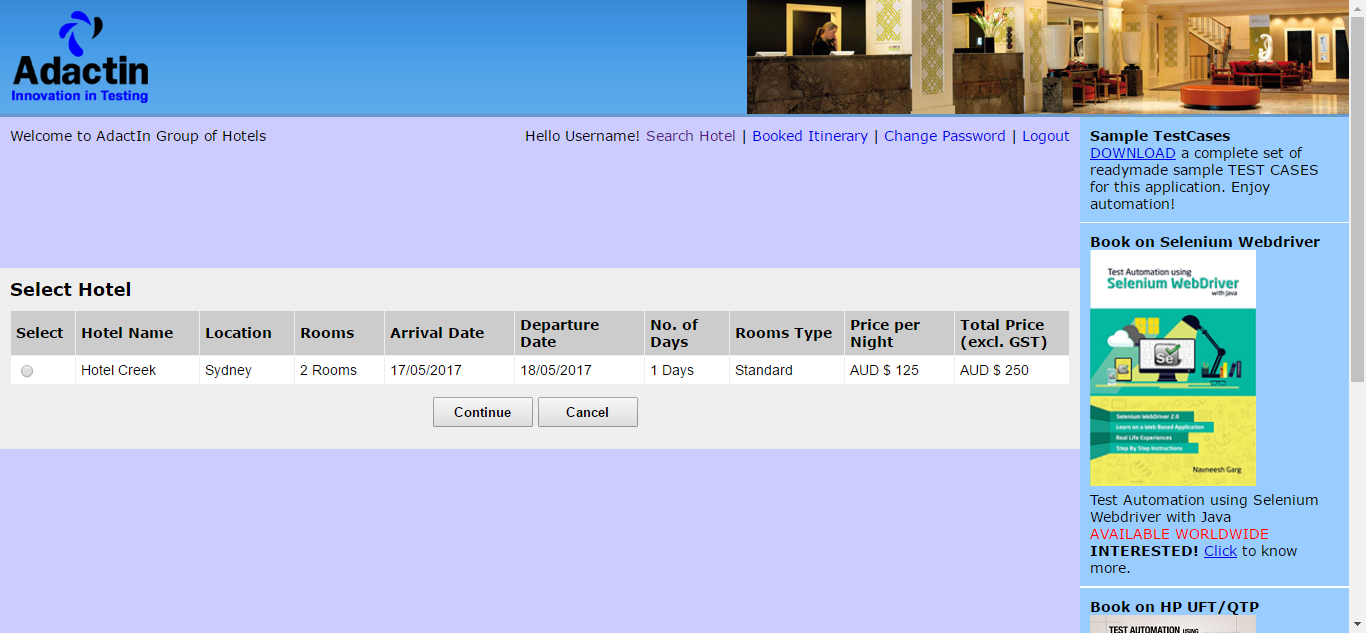 Adactin
Innovation in Testing
Welcome to AdactIn Group of Hotels
Hello Username! Search Hotel | Booked Itinerary | Change Password | Logout
Select Hotel
Select Hotel Name Location Rooms Arrival Date Departure Date No. of Days Rooms Type Price per Night Total Price (excl. GST)
Hotel Creek Sydney 2 Rooms 17/05/2017 18/05/2017 1 Days Standard AUD $ 125 AUD $ 250
Continue Cancel
Sample TestCases
DOWNLOAD a complete set of
readymade sample TEST CASES
for this application. Enjoy
automation!
Book on Selenium Webdriver
Test Automation using
Selenium WebDriver
with Java
Se
Selenium WebDriver 2.0
Learn on a Web Based Application
Real Life Experiences
Step By Step Instructions
Navneesh Garg
Test Automation using Selenium
Webdriver with Java
AVAILABLE WORLDWIDE
INTERESTED! Click to know
more.
Book on HP UFT/QTP
TEST AUTOMATION USING